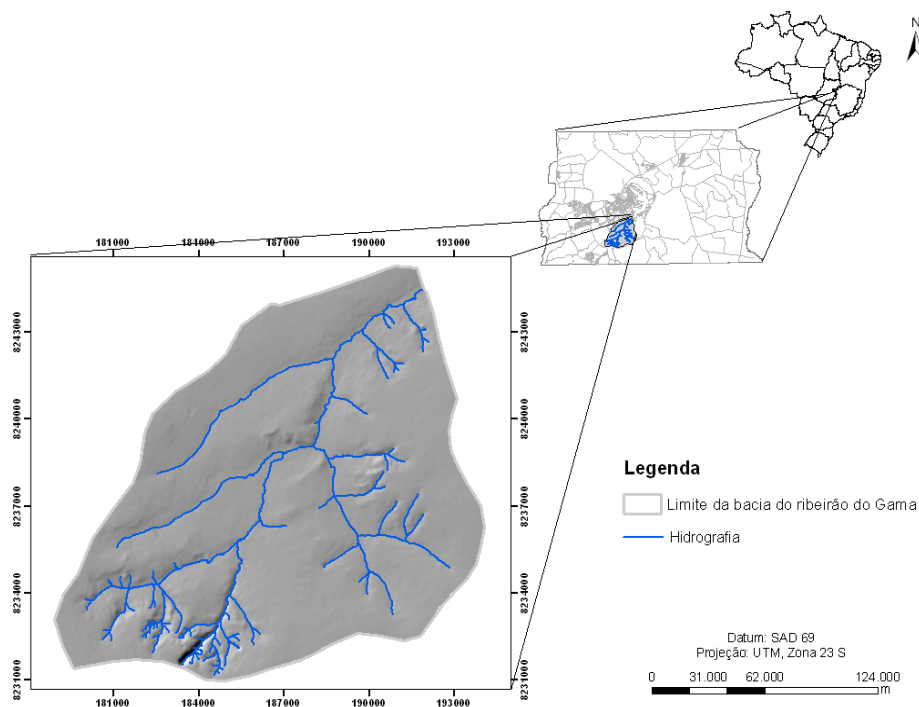 N
181000 184000 187000 190000 193000
8243000 8243000
8240000 8240000
8237000 8237000
8234000 8234000
8231000 8231000
181000 184000 187000 190000 193000
Legenda
Limite da bacia do ribeirão do Gama
Hidrografia
Datum: SAD 69
Projeção: UTM, Zona 23 S
0 31.000 62.000 124.000
m